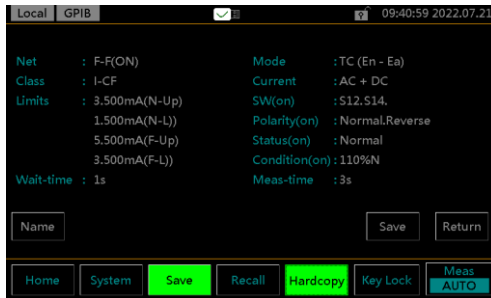 Local GPIB 09:40:59 2022.07.21
Net : F-F(ON) Mode :TC (En - Ea)
Class : I-CF Current :AC + DC
Limits : 3.500mA(N-Up) SW(on) :S12.S14.
1.500mA(N-L)) Polarity(on) :Normal.Reverse
5.500mA(F-Up) Status(on) :Normal
3.500mA(F-L)) Condition(on) :110%N
Wait-time : 1s Meas-time :3s
Name Save Return
Home System Save Recall Hardcopy Key Lock Meas
AUTO